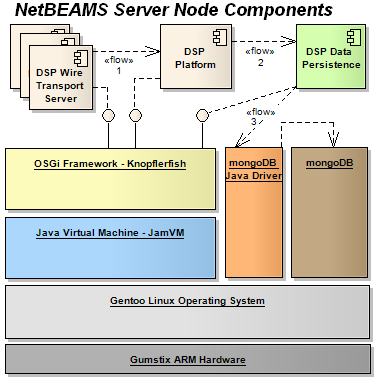 NetBEAMS Server Node Components
DSP Wire
Transport
Server
«flow»
1
DSP
Platform
«flow»
2
DSP Data
Persistence
«flow»
3
OSGi Framework - Knopflerfish
mongoDB
Java Driver
mongoDB
Java Virtual Machine - JamVM
Gentoo Linux Operating System
Gumstix ARM Hardware